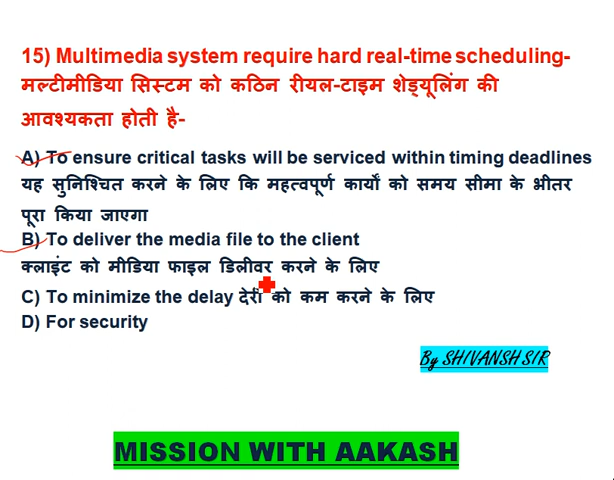 15) Multimedia system require hard real-time scheduling-
मल्टीमीडिया सिस्टम को कठिन रीयल-टाइम शेड्यूलिंग की
आवश्यकता होती है-
A) To ensure critical tasks will be serviced within timing deadlines
यह सुनिश्चित करने के लिए कि महत्वपूर्ण कार्यों को समय सीमा के भीतर
पूरा किया जाएगा
B) To deliver the media file to the client
क्लाइंट को मीडिया फाइल डिलीवर करने के लिए
C) To minimize the delay देरी को कम करने के लिए
D) For security
By SHIVANSH SIR
MISSION WITH AAKASH